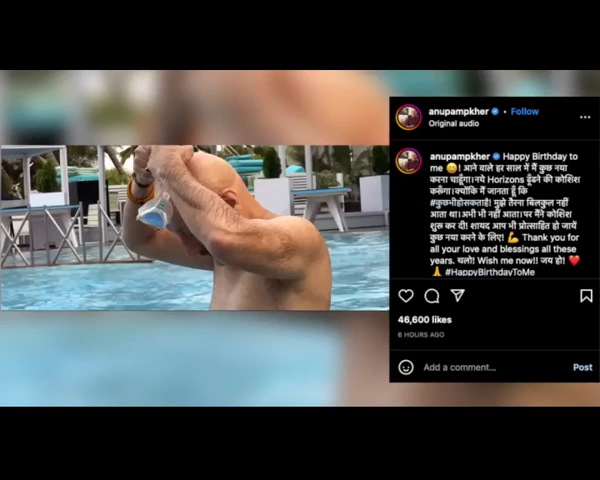 anupampkher • Follow
Original audio
anupampkher Happy Birthday to
me 😄! आने वाले हर साल में मैं कुछ नया
करना चाहूँगा।नये Horizons ढूँढने की कोशिश
करूँगा।क्योंकि मैं जानता हूँ कि
#कुछभीहोसकताहै! मुझे तैरना बिलकुल नहीं
आता था।अभी भी नहीं आता।पर मैंने कोशिश
शुरू कर दी! शायद आप भी प्रोत्साहित हो जायें
कुछ नया करने के लिए! 💪 Thank you for
all your love and blessings all these
years. चलो! Wish me now!! जय हो! ❤️
🙏 #HappyBirthdayToMe
46,600 likes
6 HOURS AGO
Add a comment...
Post